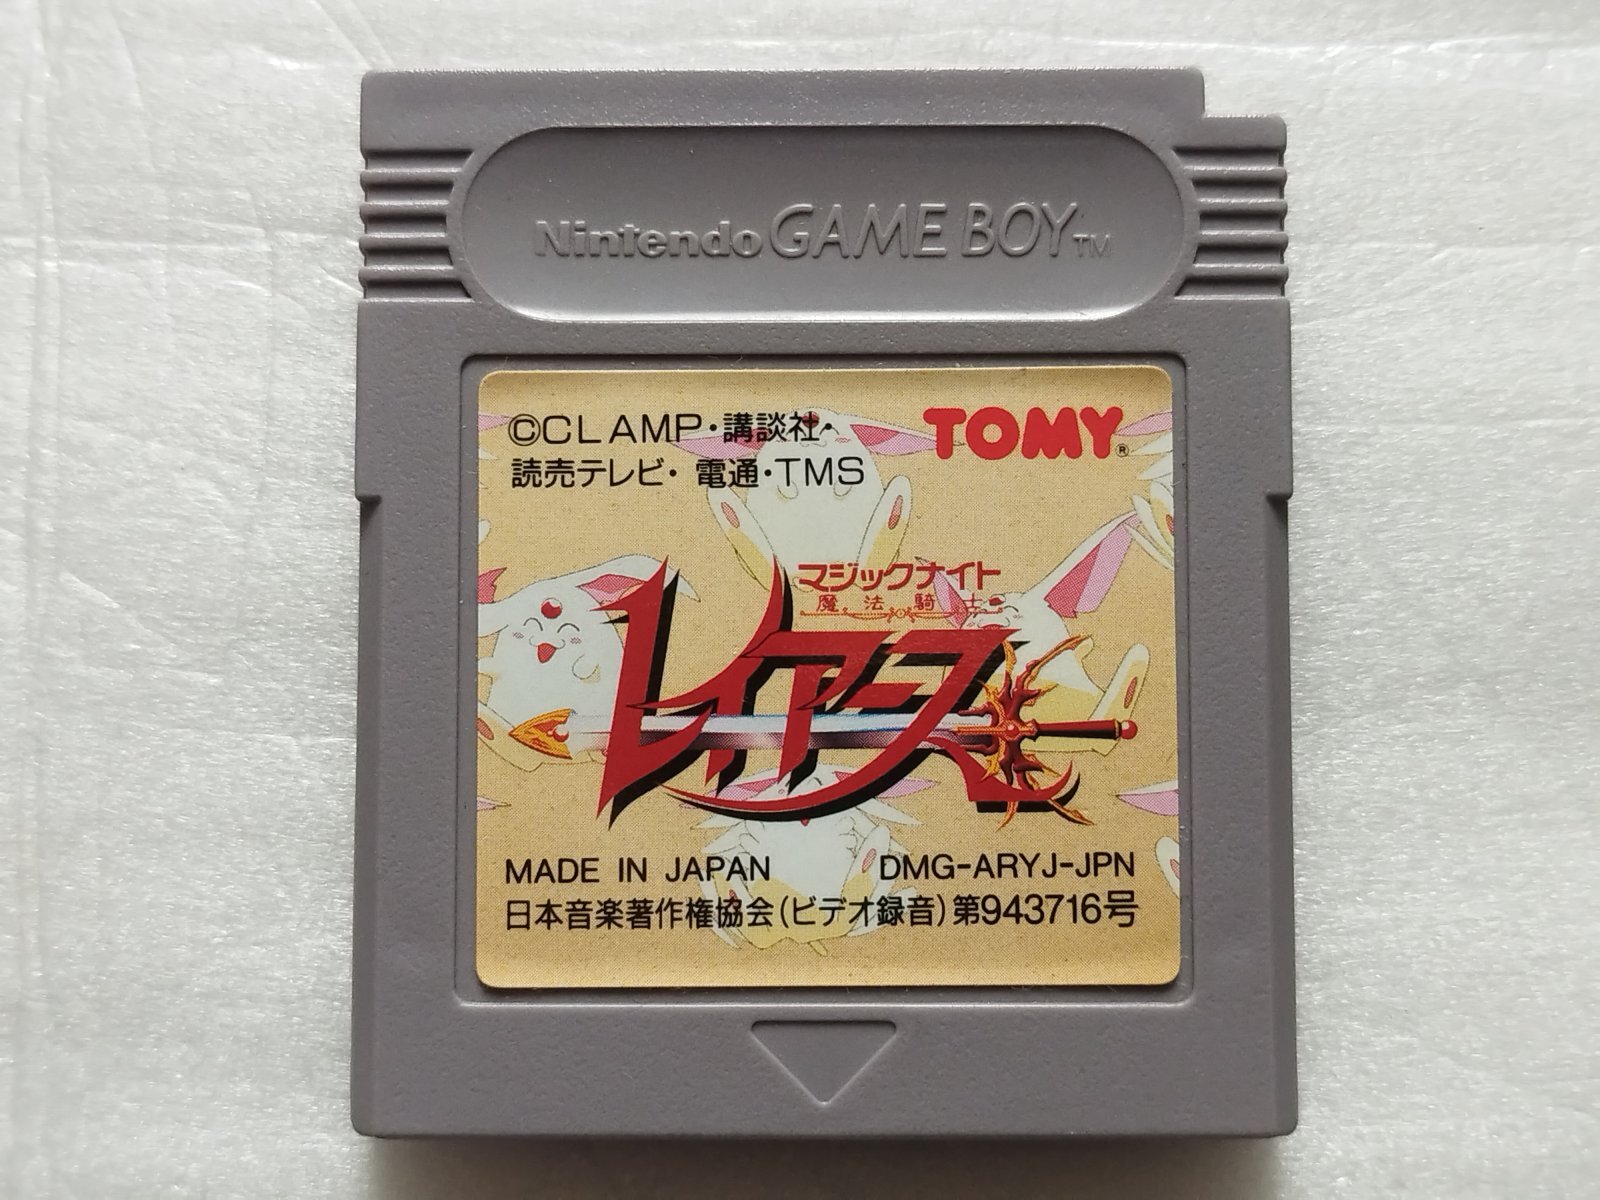 Nintendo GAME BOY™
©CLAMP・講談社・
読売テレビ・電通・TMS
TOMY®
マジックナイト
魔法騎士
レイアース
MADE IN JAPAN
DMG-ARYJ-JPN
日本音楽著作権協会(ビデオ録音)第943716号